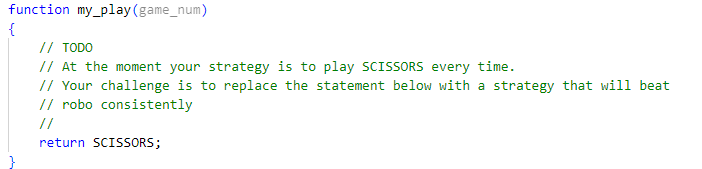 function my_play(game_num)
{
// TODO
// At the moment your strategy is to play SCISSORS every time.
// Your challenge is to replace the statement below with a strategy that will beat
// robo consistently
//
return SCISSORS;
}